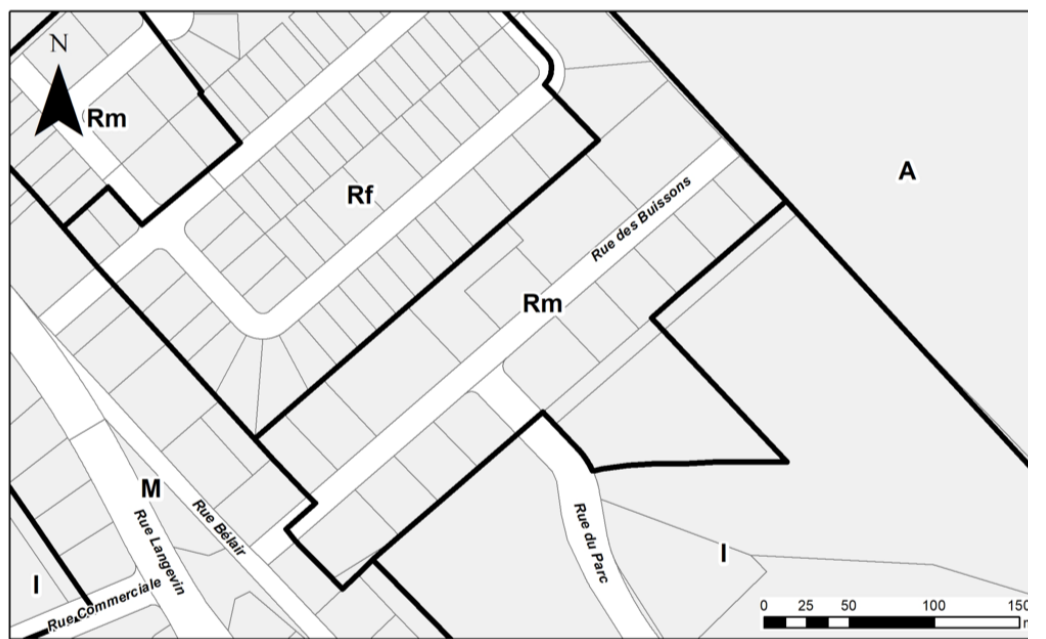 N
Rm
A
Rf
Rue des Buissons
Rm
M
Rue Bélair
Rue Langevin
Rue du Parc
I
I
Rue Commerciale
0 25 50 100 150